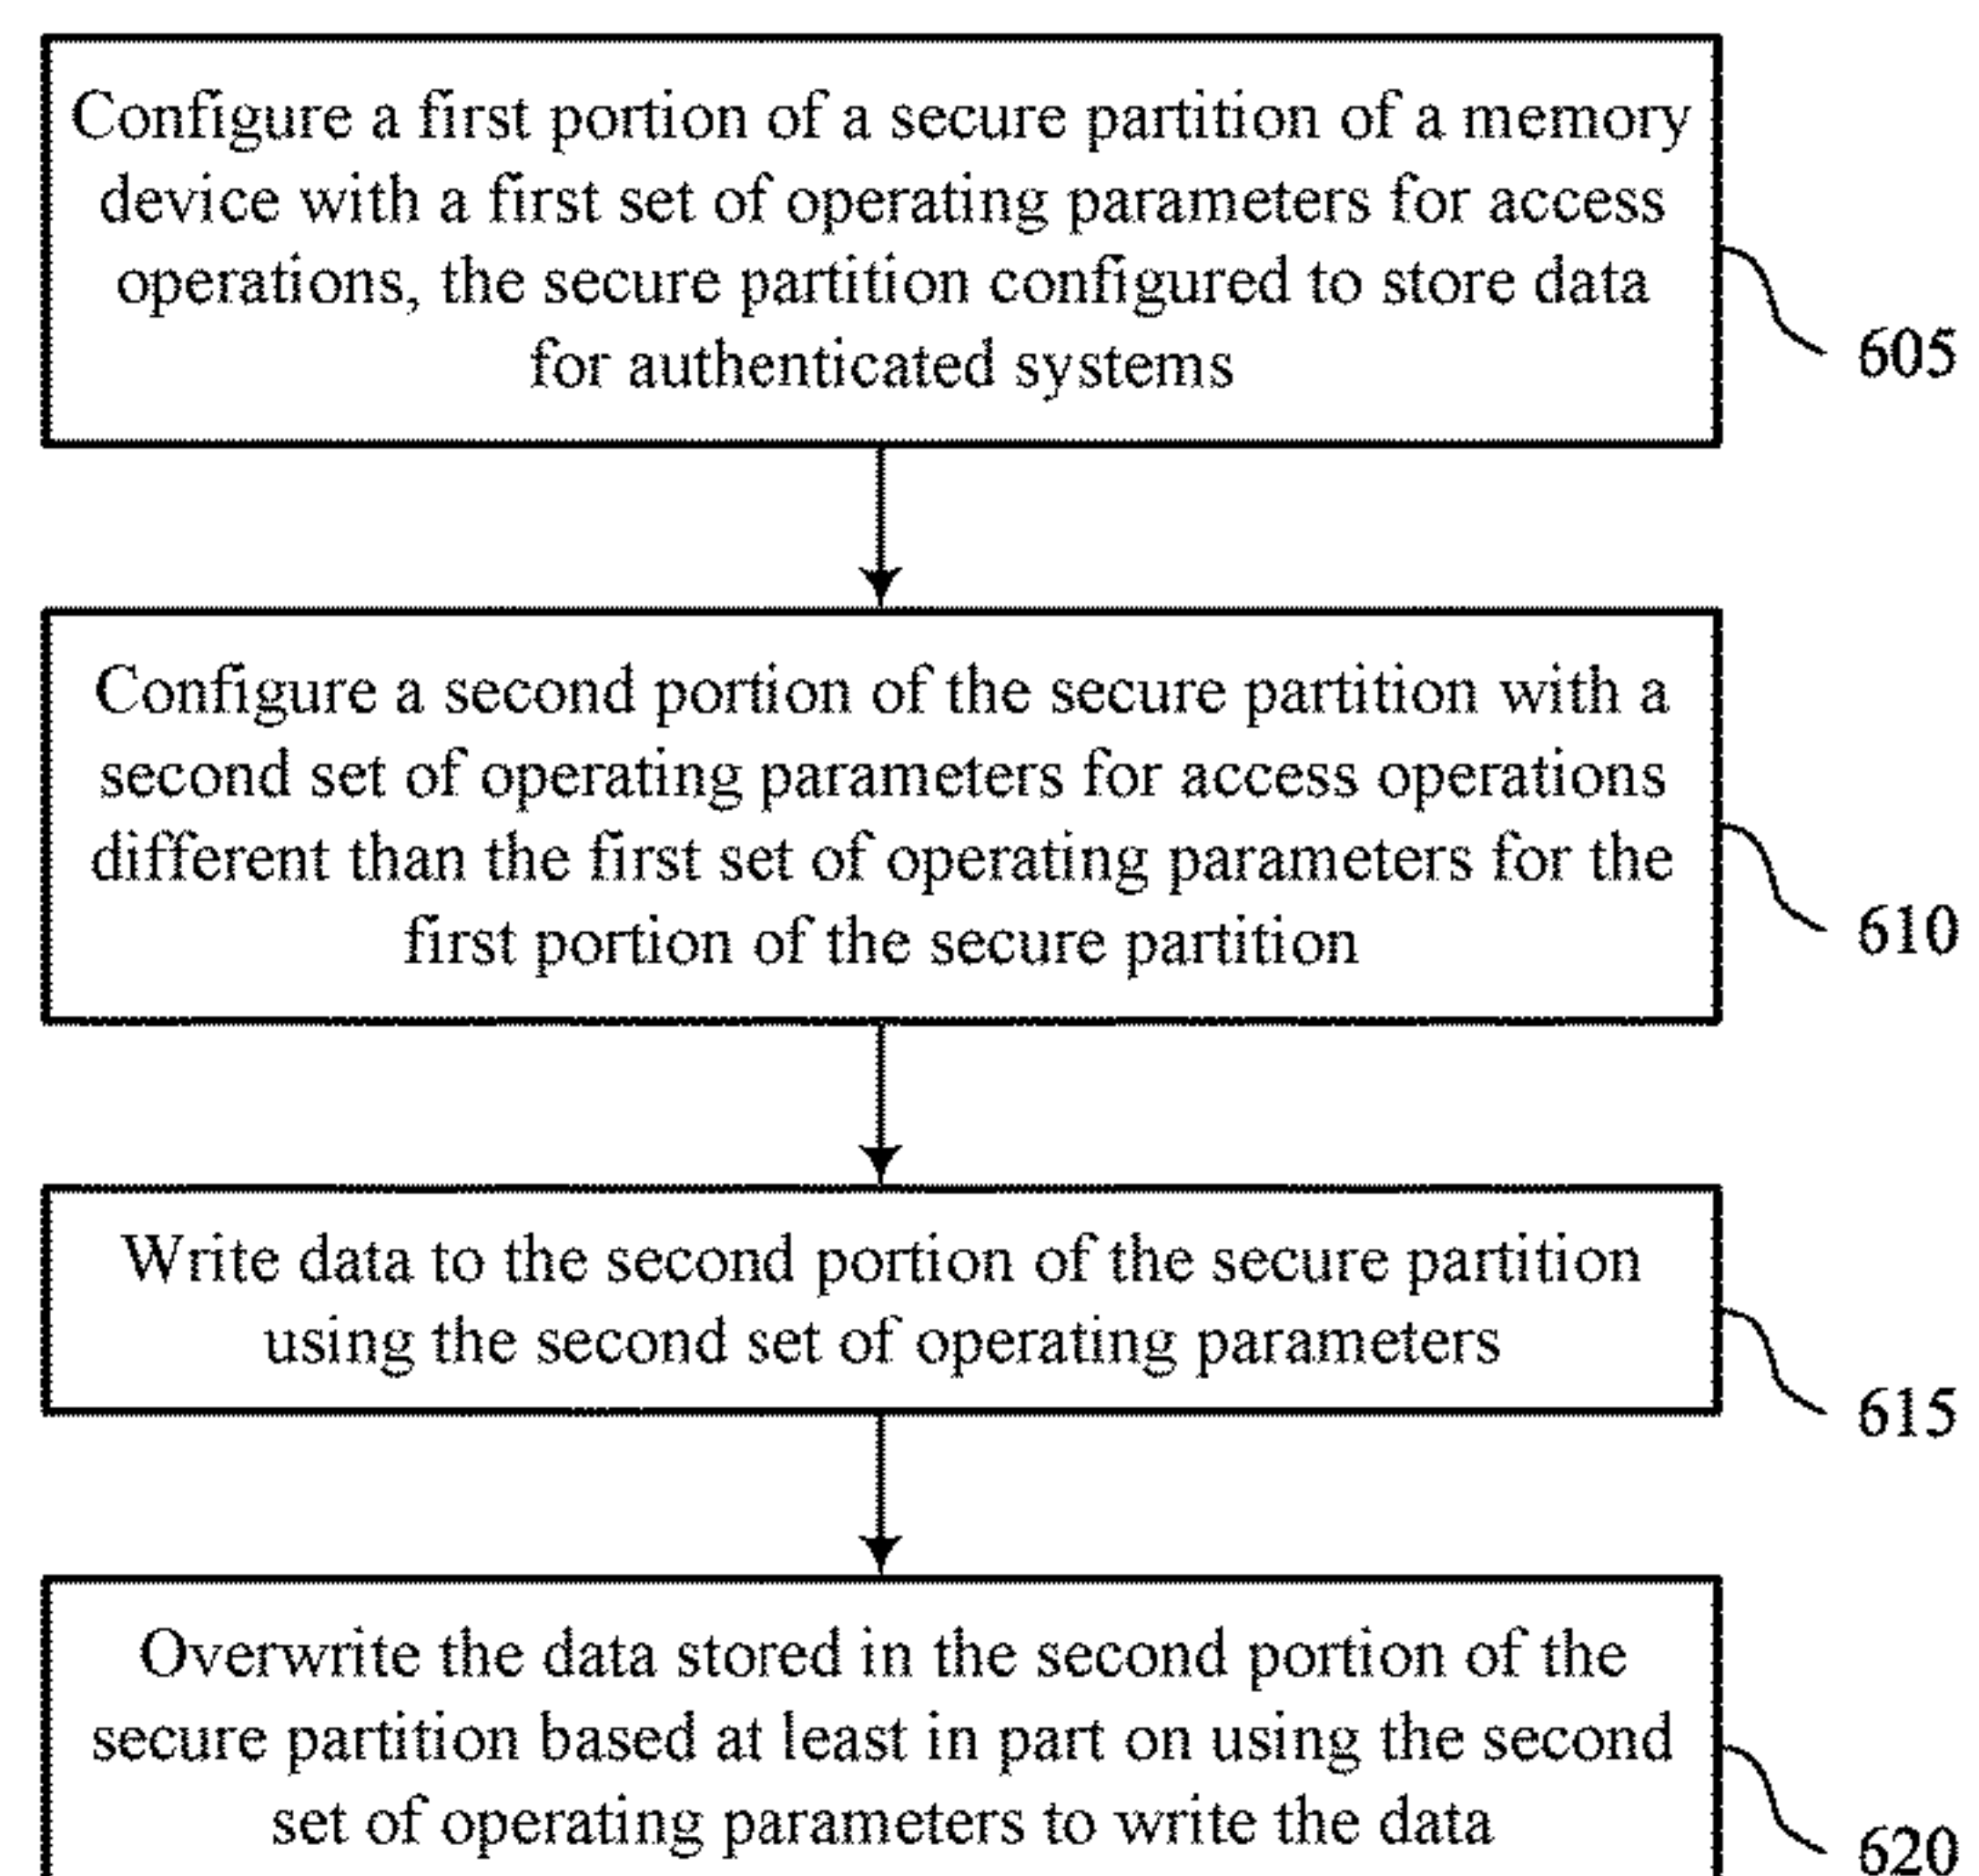 Configure a first portion of a secure partition of a memory
device with a first set of operating parameters for access
operations, the secure partition configured to store data
for authenticated systems
605
Configure a second portion of the secure partition with a
second set of operating parameters for access operations
different than the first set of operating parameters for the
first portion of the secure partition
610
Write data to the second portion of the secure partition
using the second set of operating parameters
615
Overwrite the data stored in the second portion of the
secure partition based at least in part on using the second
set of operating parameters to write the data
620